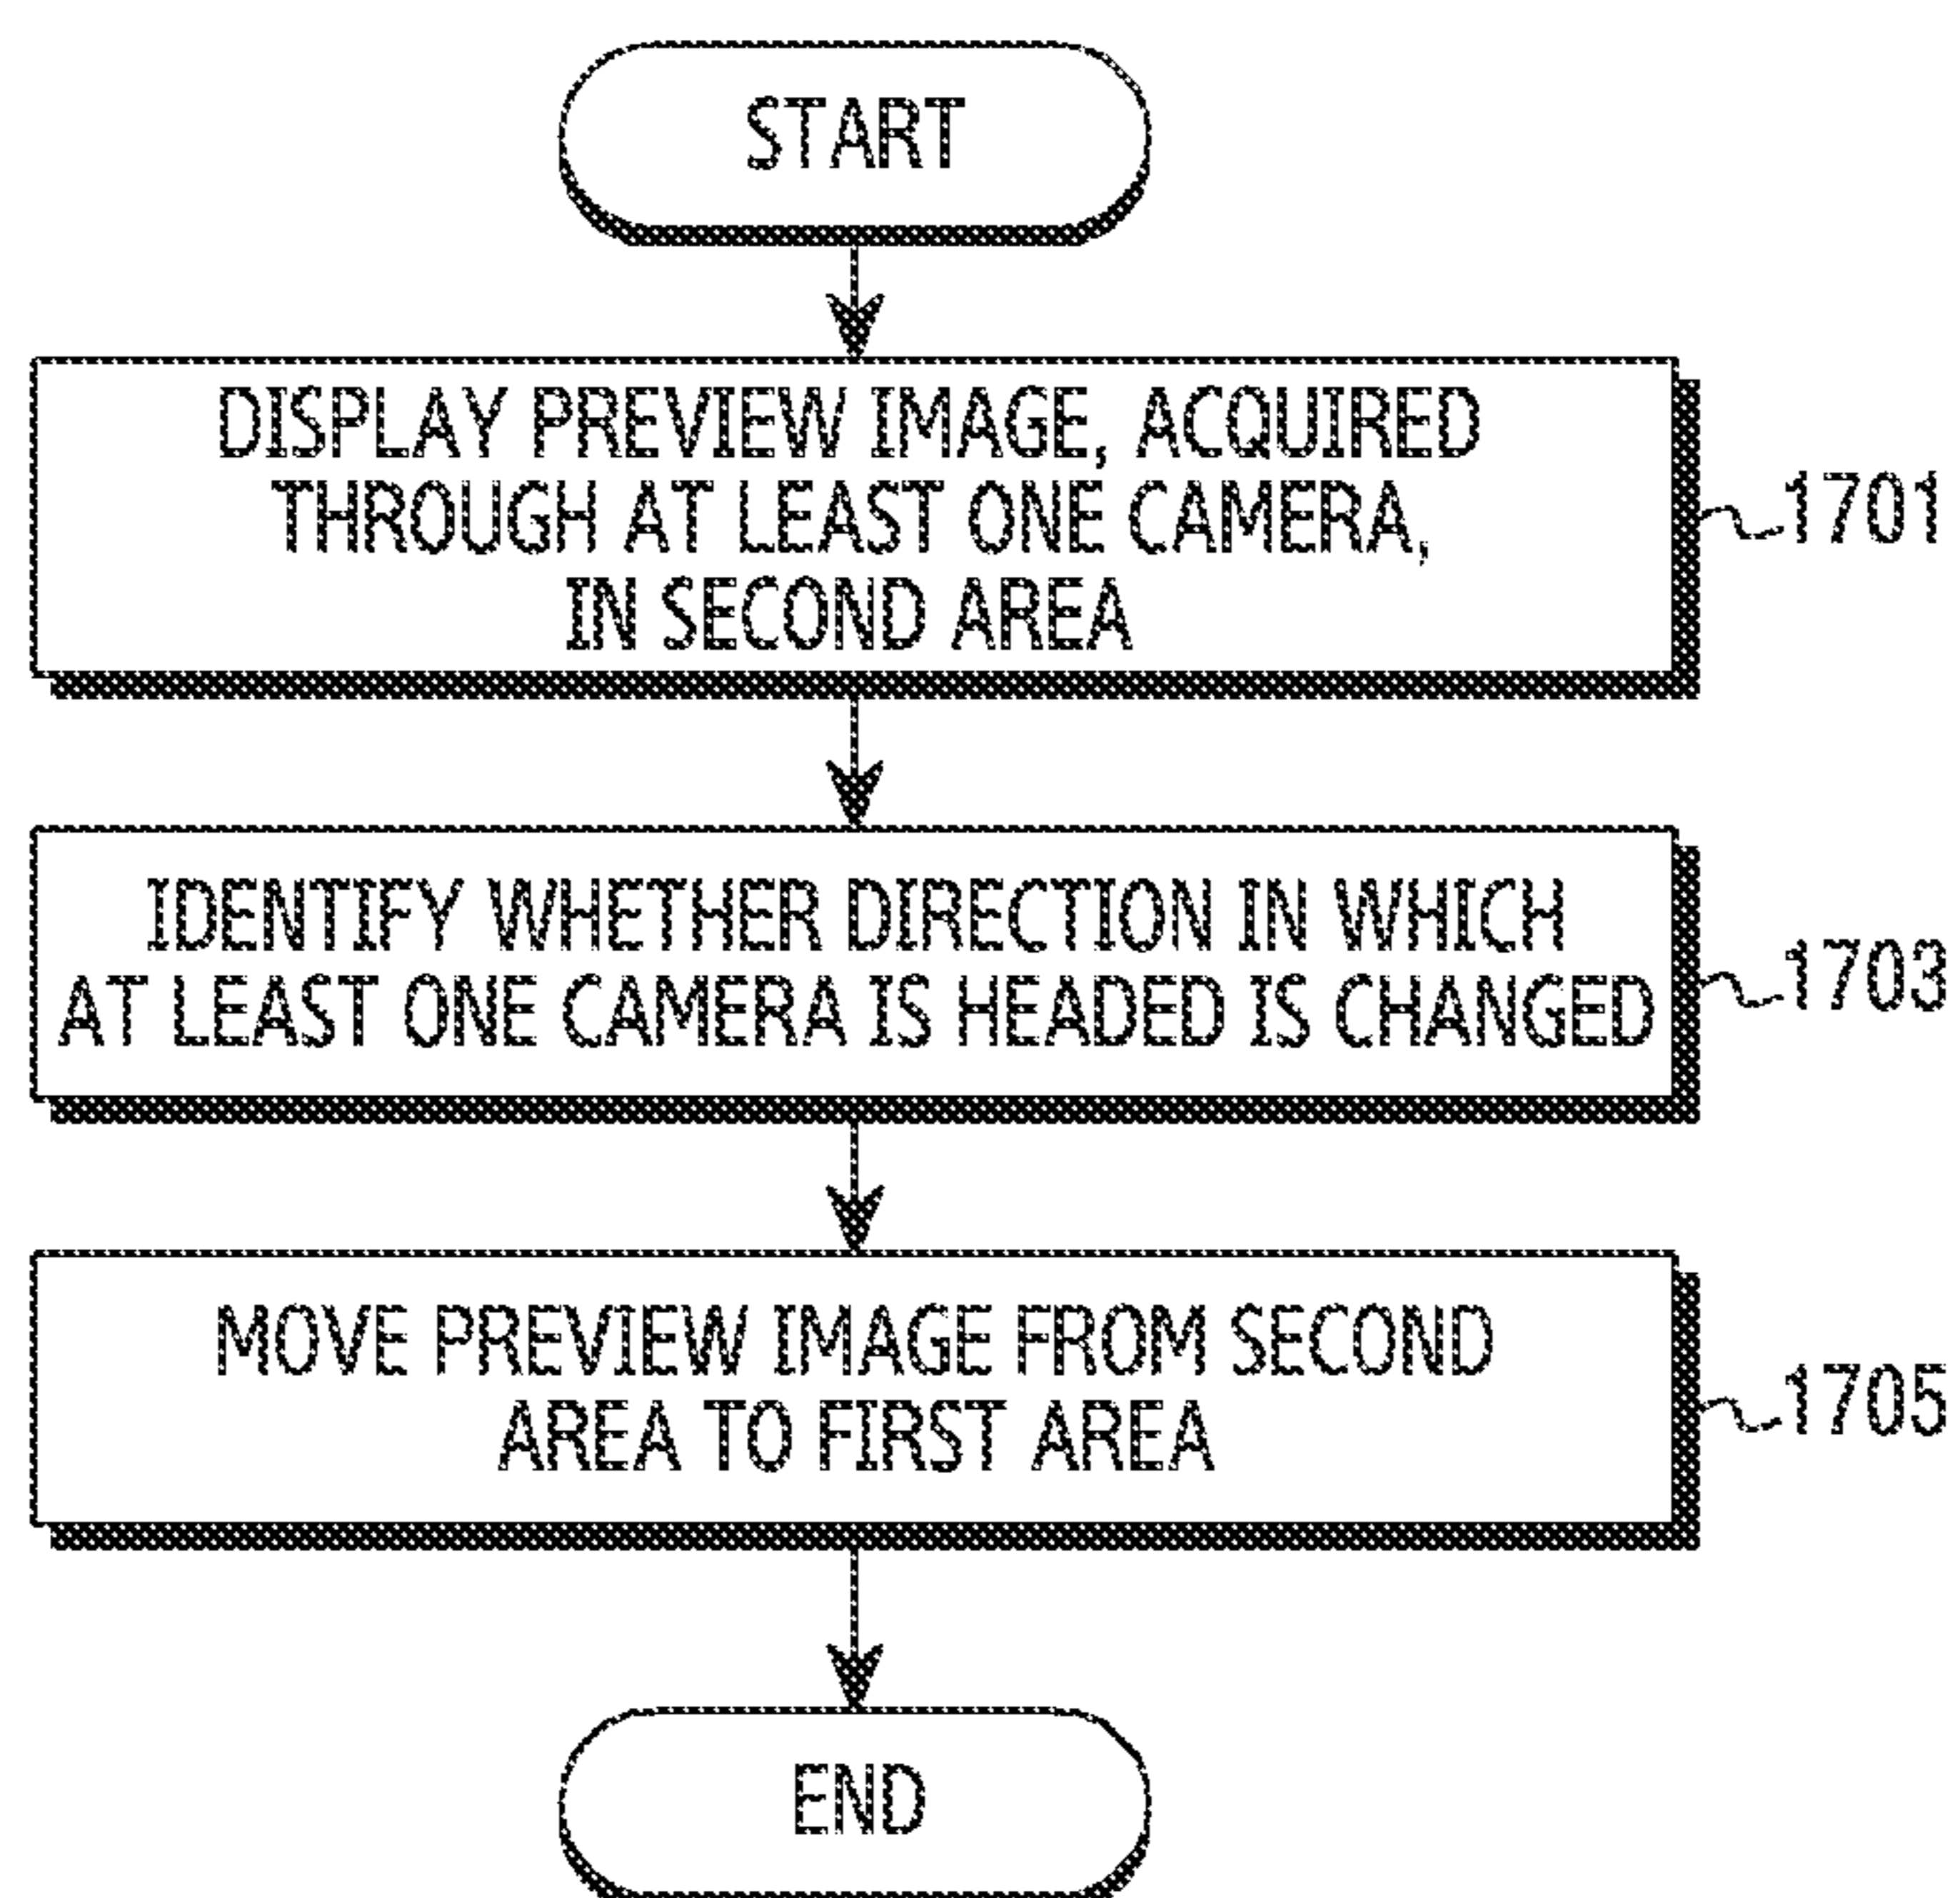 START
DISPLAY PREVIEW IMAGE, ACQUIRED
THROUGH AT LEAST ONE CAMERA,
IN SECOND AREA
1701
IDENTIFY WHETHER DIRECTION IN WHICH
AT LEAST ONE CAMERA IS HEADED IS CHANGED
1703
MOVE PREVIEW IMAGE FROM SECOND
AREA TO FIRST AREA
1705
END